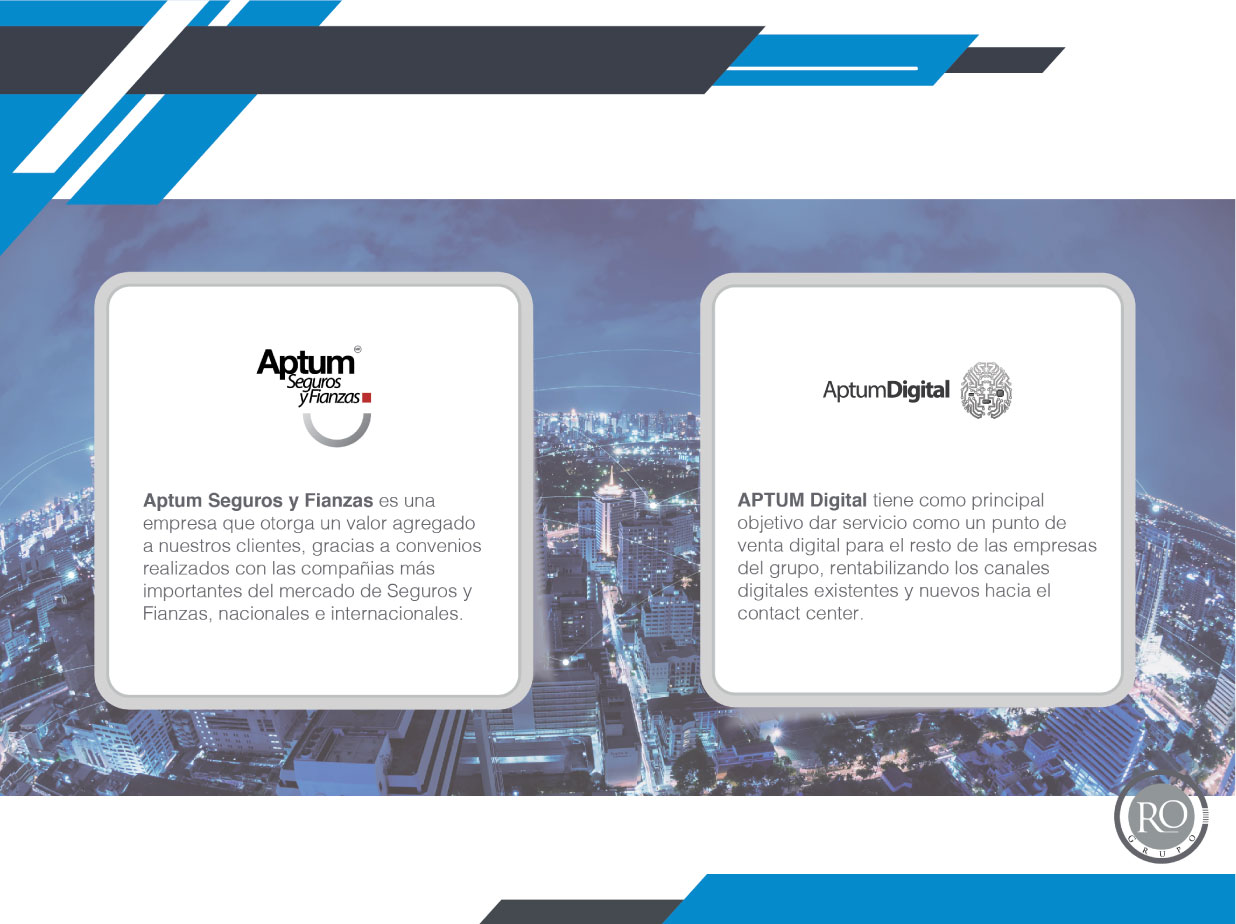 Aptum
Seguros
y Fianzas
Aptum Seguros y Fianzas es una
empresa que otorga un valor agregado
a nuestros clientes, gracias a convenios
realizados con las compañias más
importantes del mercado de Seguros y
Fianzas, nacionales e internacionales.
AptumDigital
APTUM Digital tiene como principal
objetivo dar servicio como un punto de
venta digital para el resto de las empresas
del grupo, rentabilizando los canales
digitales existentes y nuevos hacia el
contact center.
RO
GRUPO